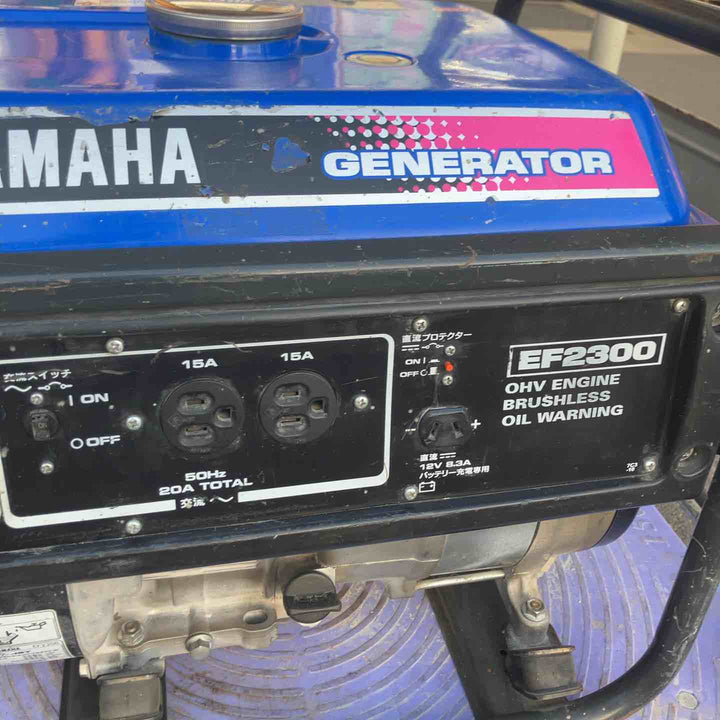 AMAHA
GENERATOR
交流スイッチ
ON
OFF
15A
15A
50Hz
20A TOTAL
交流
直流プロテクター
ON
OFF
直流
12V 8.3A
バッテリー充電専用
EF2300
OHV ENGINE
BRUSHLESS
OIL WARNING
7C3